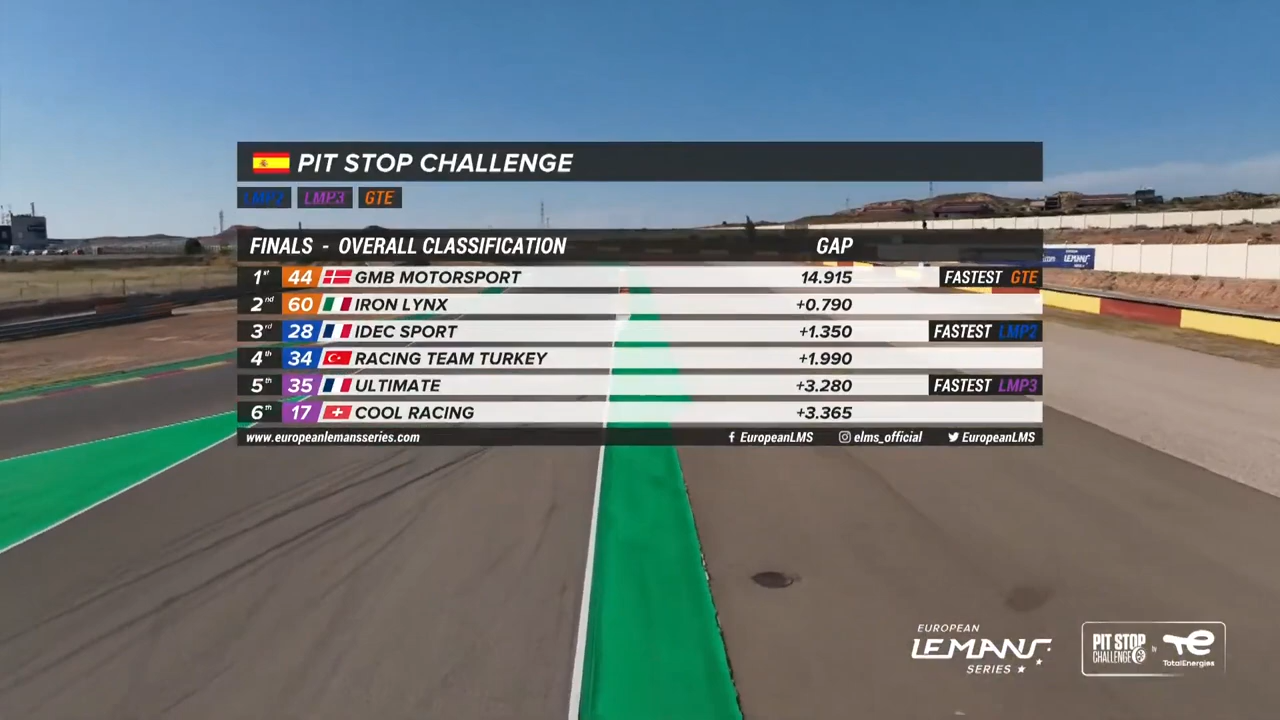 PIT STOP CHALLENGE
LMP2 LMP3 GTE
FINALS - OVERALL CLASSIFICATION GAP
1st 44 GMB MOTORSPORT 14.915 FASTEST GTE
2nd 60 IRON LYNX +0.790
3rd 28 IDEC SPORT +1.350 FASTEST LMP2
4th 34 RACING TEAM TURKEY +1.990
5th 35 ULTIMATE +3.280 FASTEST LMP3
6th 17 COOL RACING +3.365
www.europeanlemansseries.com EuropeanLMS elms_official EuropeanLMS
EUROPEAN
LEMANS
SERIES
PIT STOP
CHALLENGE by
TotalEnergies